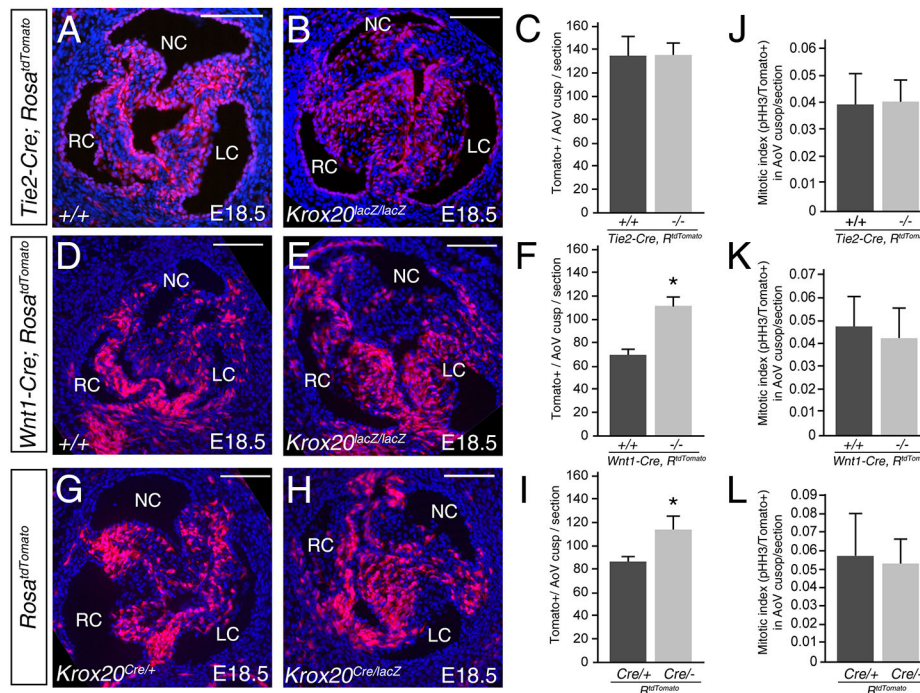 Tie2-Cre; Rosa^tdTomato
A
NC
RC
LC
+/+
E18.5
B
NC
RC
LC
Krox20^lacZ/lacZ
E18.5
C
Tomato+ / AoV cusp / section
160
140
120
100
80
60
40
20
0
+/+ -/-
Tie2-Cre, R^tdTomato
J
Mitotic index (pHH3/Tomato+)
in AoV cusop/section
0.06
0.05
0.04
0.03
0.02
0.01
0
+/+ -/-
Tie2-Cre, R^tdTomat
Wnt1-Cre; Rosa^tdTomato
D
NC
RC
LC
+/+
E18.5
E
NC
RC
LC
Krox20^lacZ/lacZ
E18.5
F
Tomato+ / AoV cusp / section
160
140
120
100
80
60
40
20
0
*
+/+ -/-
Wnt1-Cre, R^tdTomato
K
Mitotic index (pHH3/Tomato+)
in AoV cusop/section
0.07
0.06
0.05
0.04
0.03
0.02
0.01
0
+/+ -/-
Wnt1-Cre, R^tdTom
Rosa^tdTomato
G
NC
RC
LC
Krox20^Cre/+
E18.5
H
NC
RC
LC
Krox20^Cre/lacZ
E18.5
I
Tomato+/ AoV cusp / section
160
140
120
100
80
60
40
20
0
*
Cre/+ Cre/-
R^tdTomato
L
Mitotic index (pHH3/Tomato+)
in AoV cusop/section
0.09
0.08
0.07
0.06
0.05
0.04
0.03
0.02
0.01
0
Cre/+ Cre/-
R^tdTomato